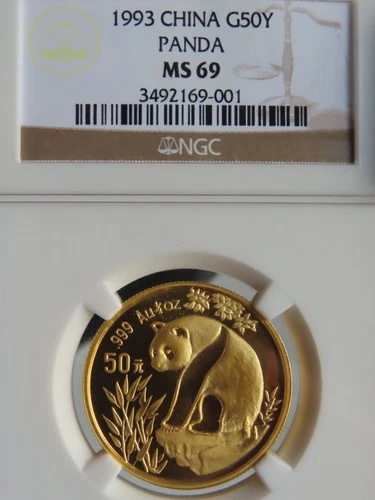 1993 CHINA G50Y
PANDA
MS 69
3492169-001
NGC
.999 Au ½oz
50元